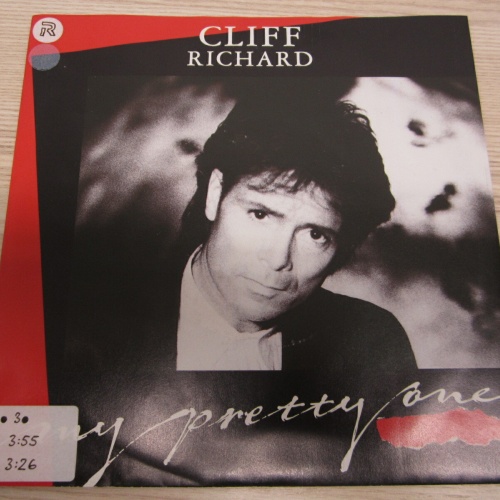 R
CLIFF
RICHARD
my pretty one
• 3•
3:55
3:26